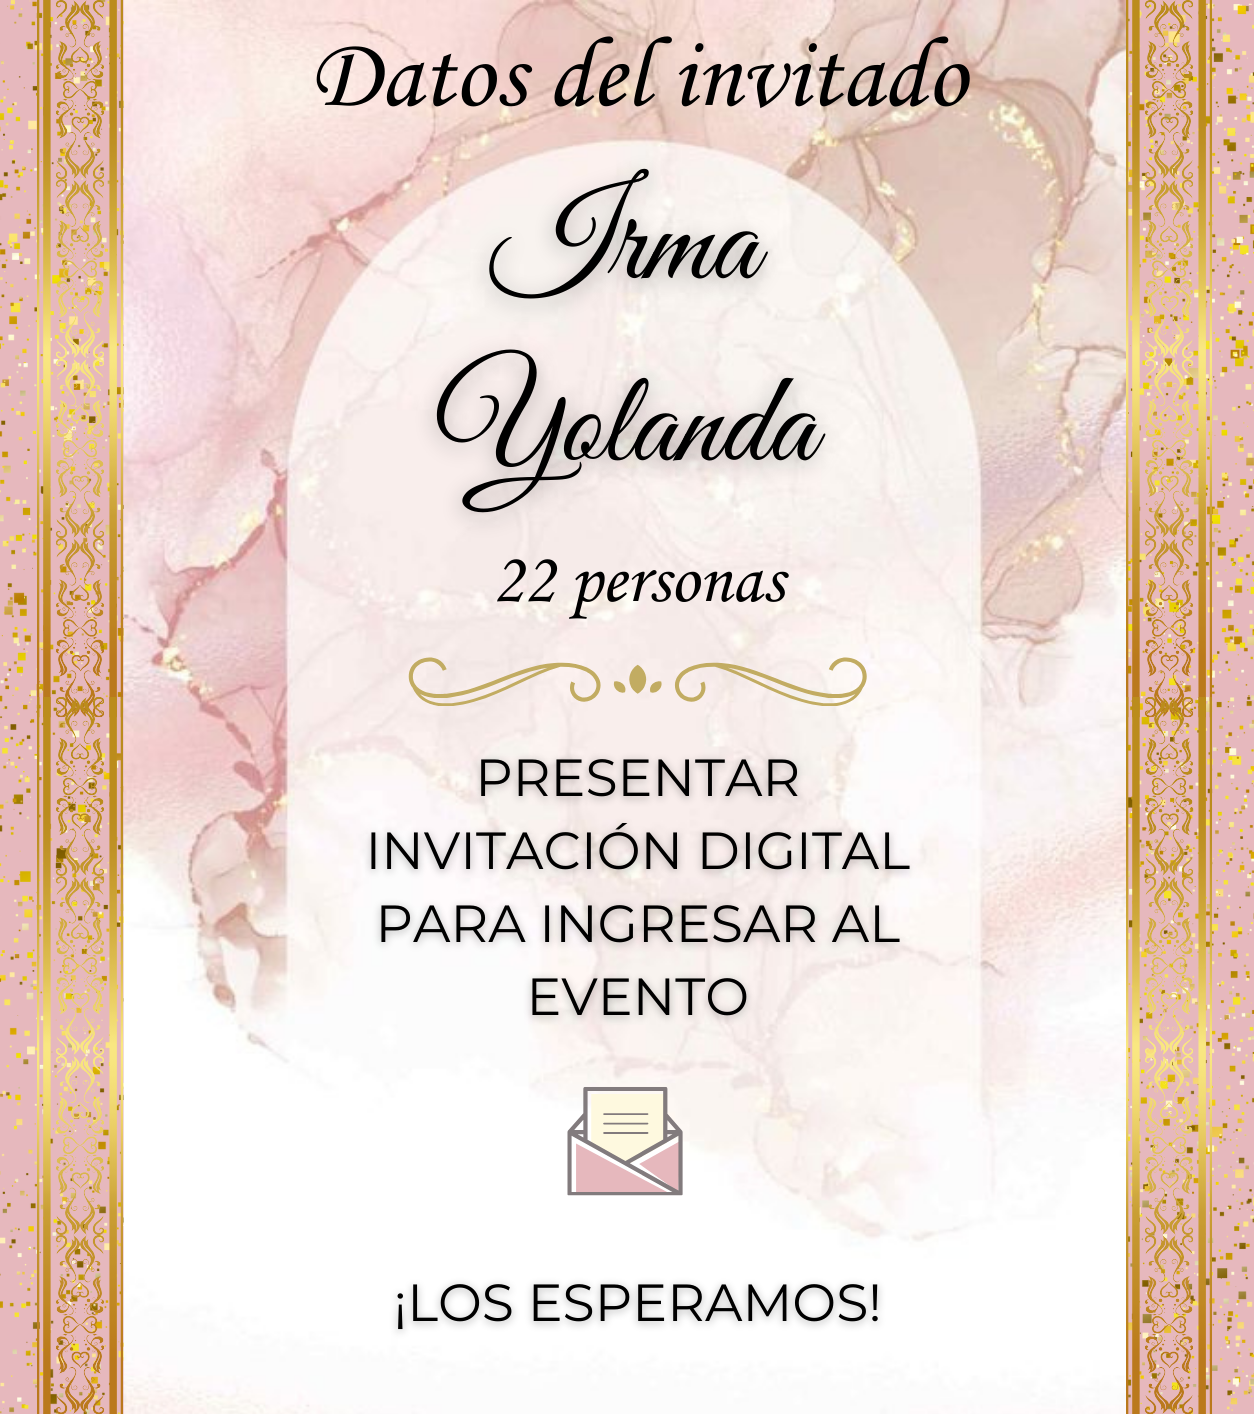 Datos del invitado
Irma
Yolanda
22 personas
PRESENTAR
INVITACIÓN DIGITAL
PARA INGRESAR AL
EVENTO
¡LOS ESPERAMOS!